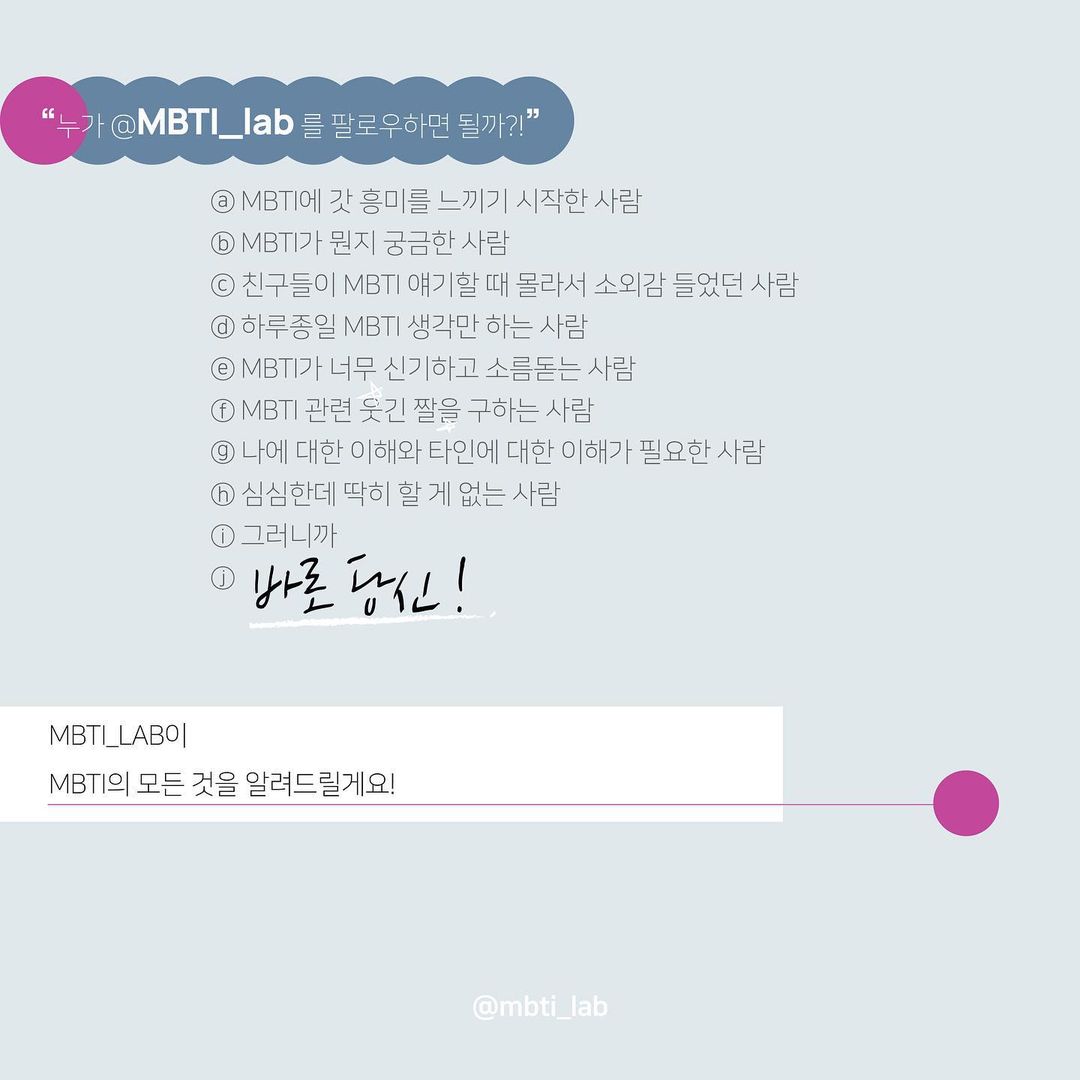 “누가 @MBTI_lab 를 팔로우하면 될까?!”
ⓐ MBTI에 갓 흥미를 느끼기 시작한 사람
ⓑ MBTI가 뭔지 궁금한 사람
ⓒ 친구들이 MBTI 얘기할 때 몰라서 소외감 들었던 사람
ⓓ 하루종일 MBTI 생각만 하는 사람
ⓔ MBTI가 너무 신기하고 소름돋는 사람
ⓕ MBTI 관련 웃긴 짤을 구하는 사람
ⓖ 나에 대한 이해와 타인에 대한 이해가 필요한 사람
ⓗ 심심한데 딱히 할 게 없는 사람
ⓘ 그러니까
ⓙ 바로 당신!
MBTI_LAB이
MBTI의 모든 것을 알려드릴게요!
@mbti_lab